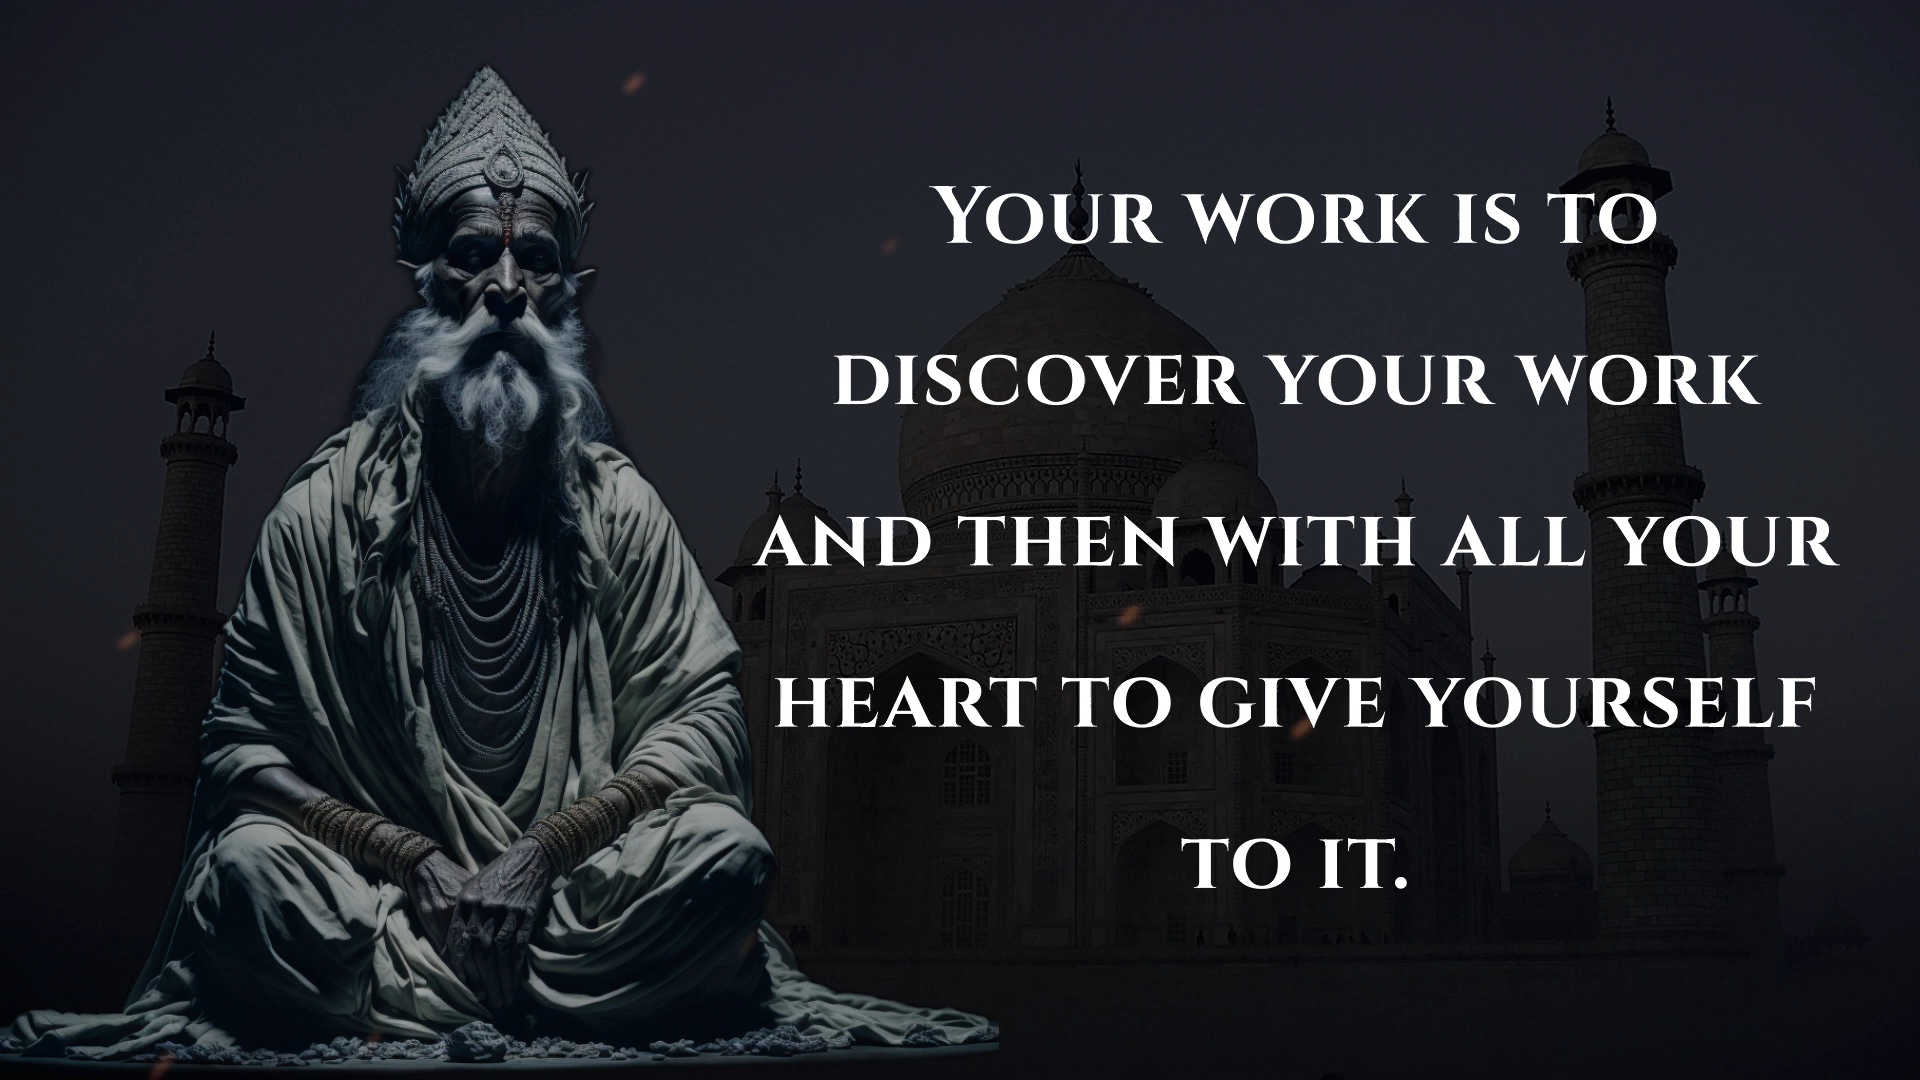 Your work is to
discover your work
and then with all your
heart to give yourself
to it.